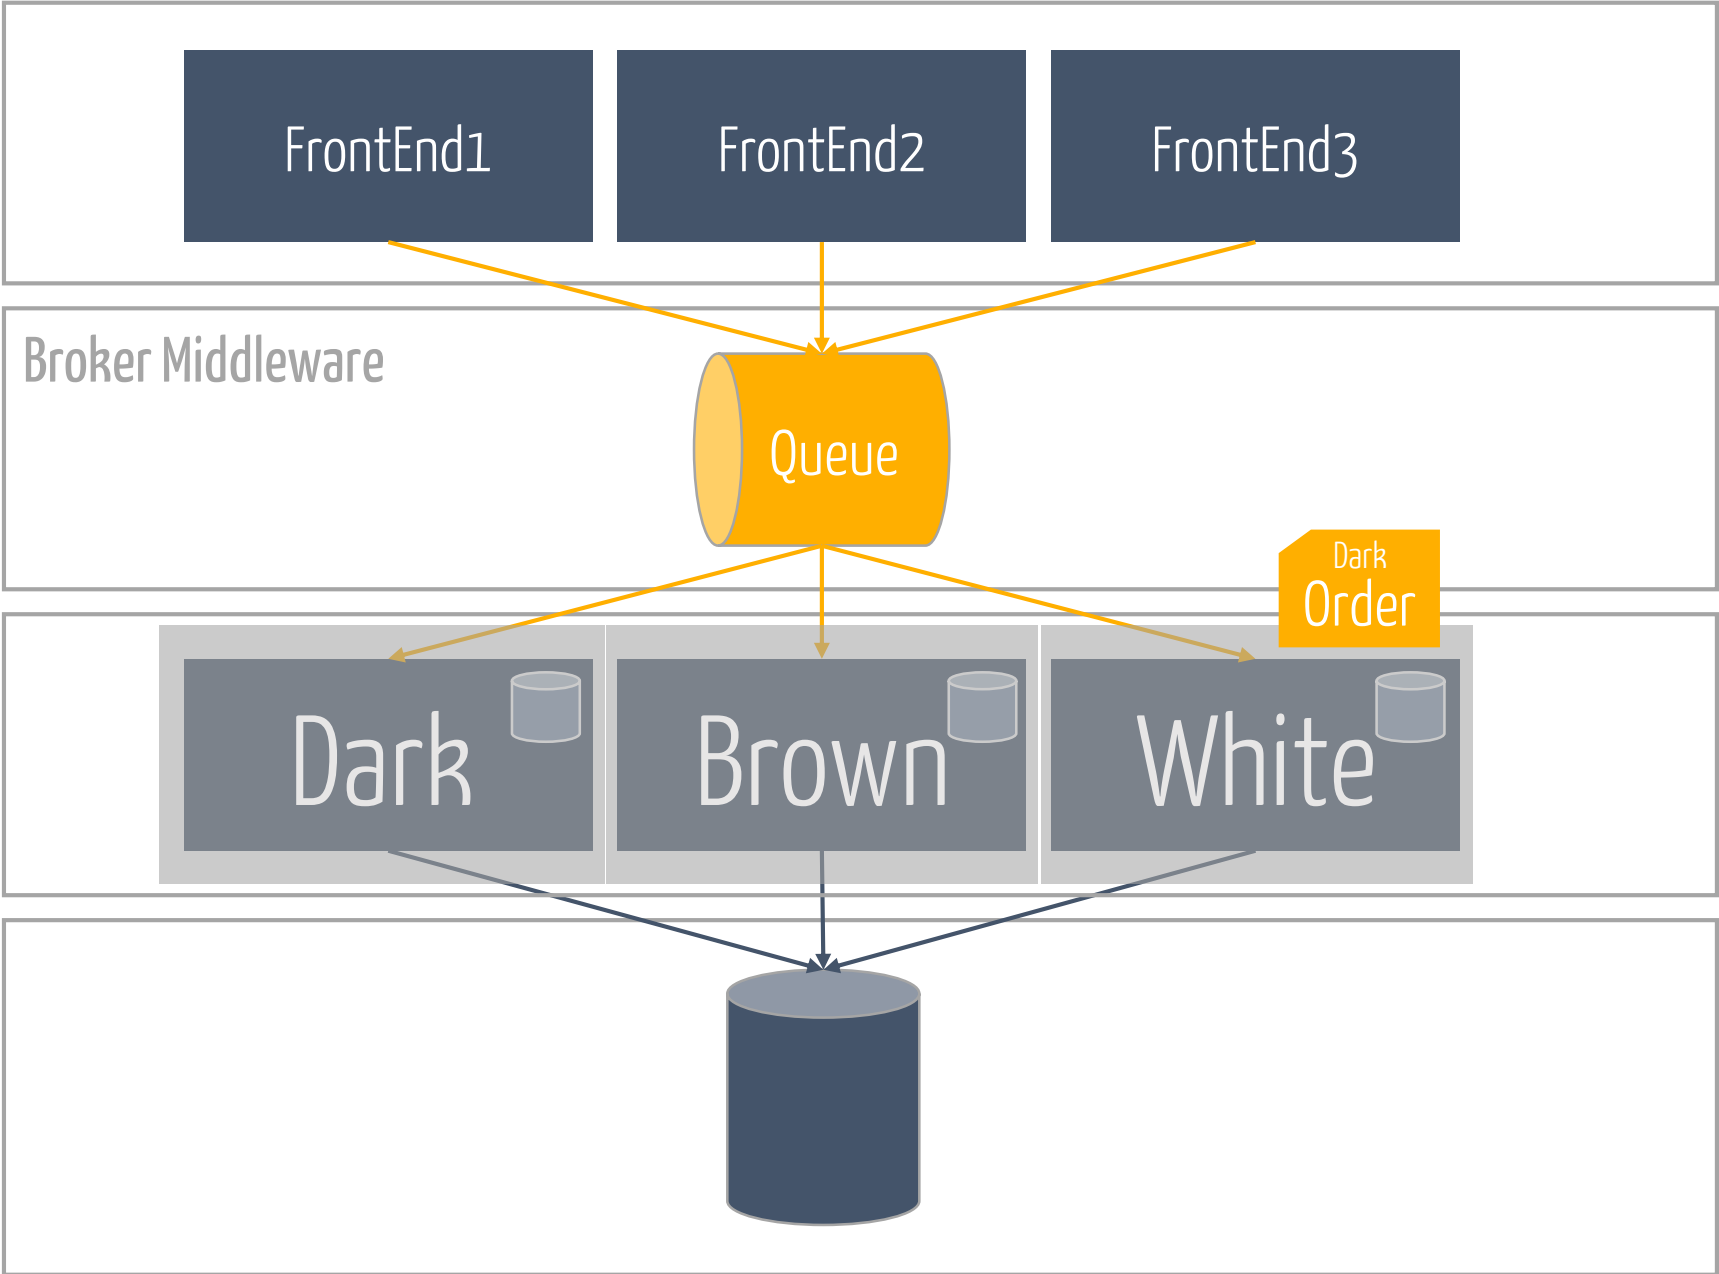 FrontEnd1
FrontEnd2
FrontEnd3
Broker Middleware
Queue
Dark
Order
Dark
Brown
White